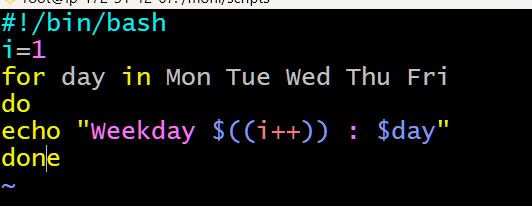 #!/bin/bash
i=1
for day in Mon Tue Wed Thu Fri
do
echo "Weekday $((i++)) : $day"
done
~